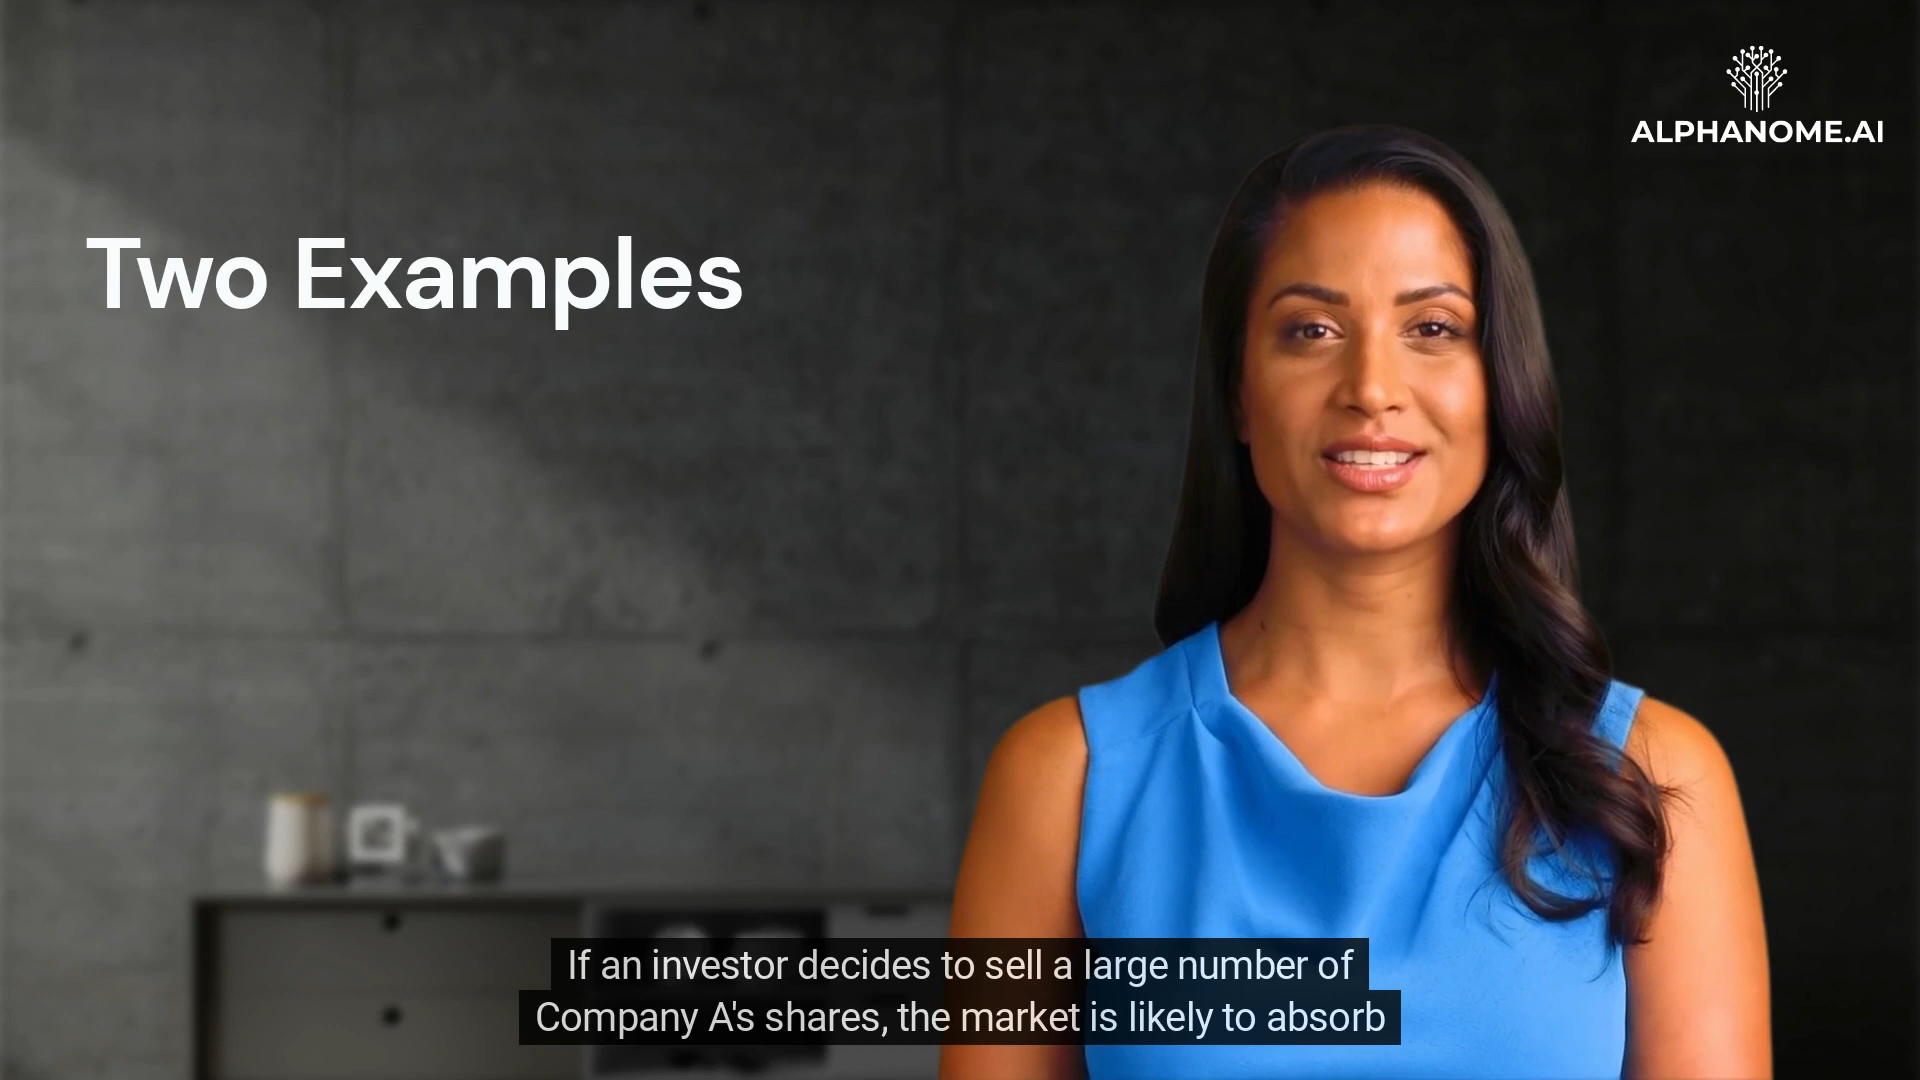 ALPHANOME.AI
Two Examples
If an investor decides to sell a large number of
Company A's shares, the market is likely to absorb